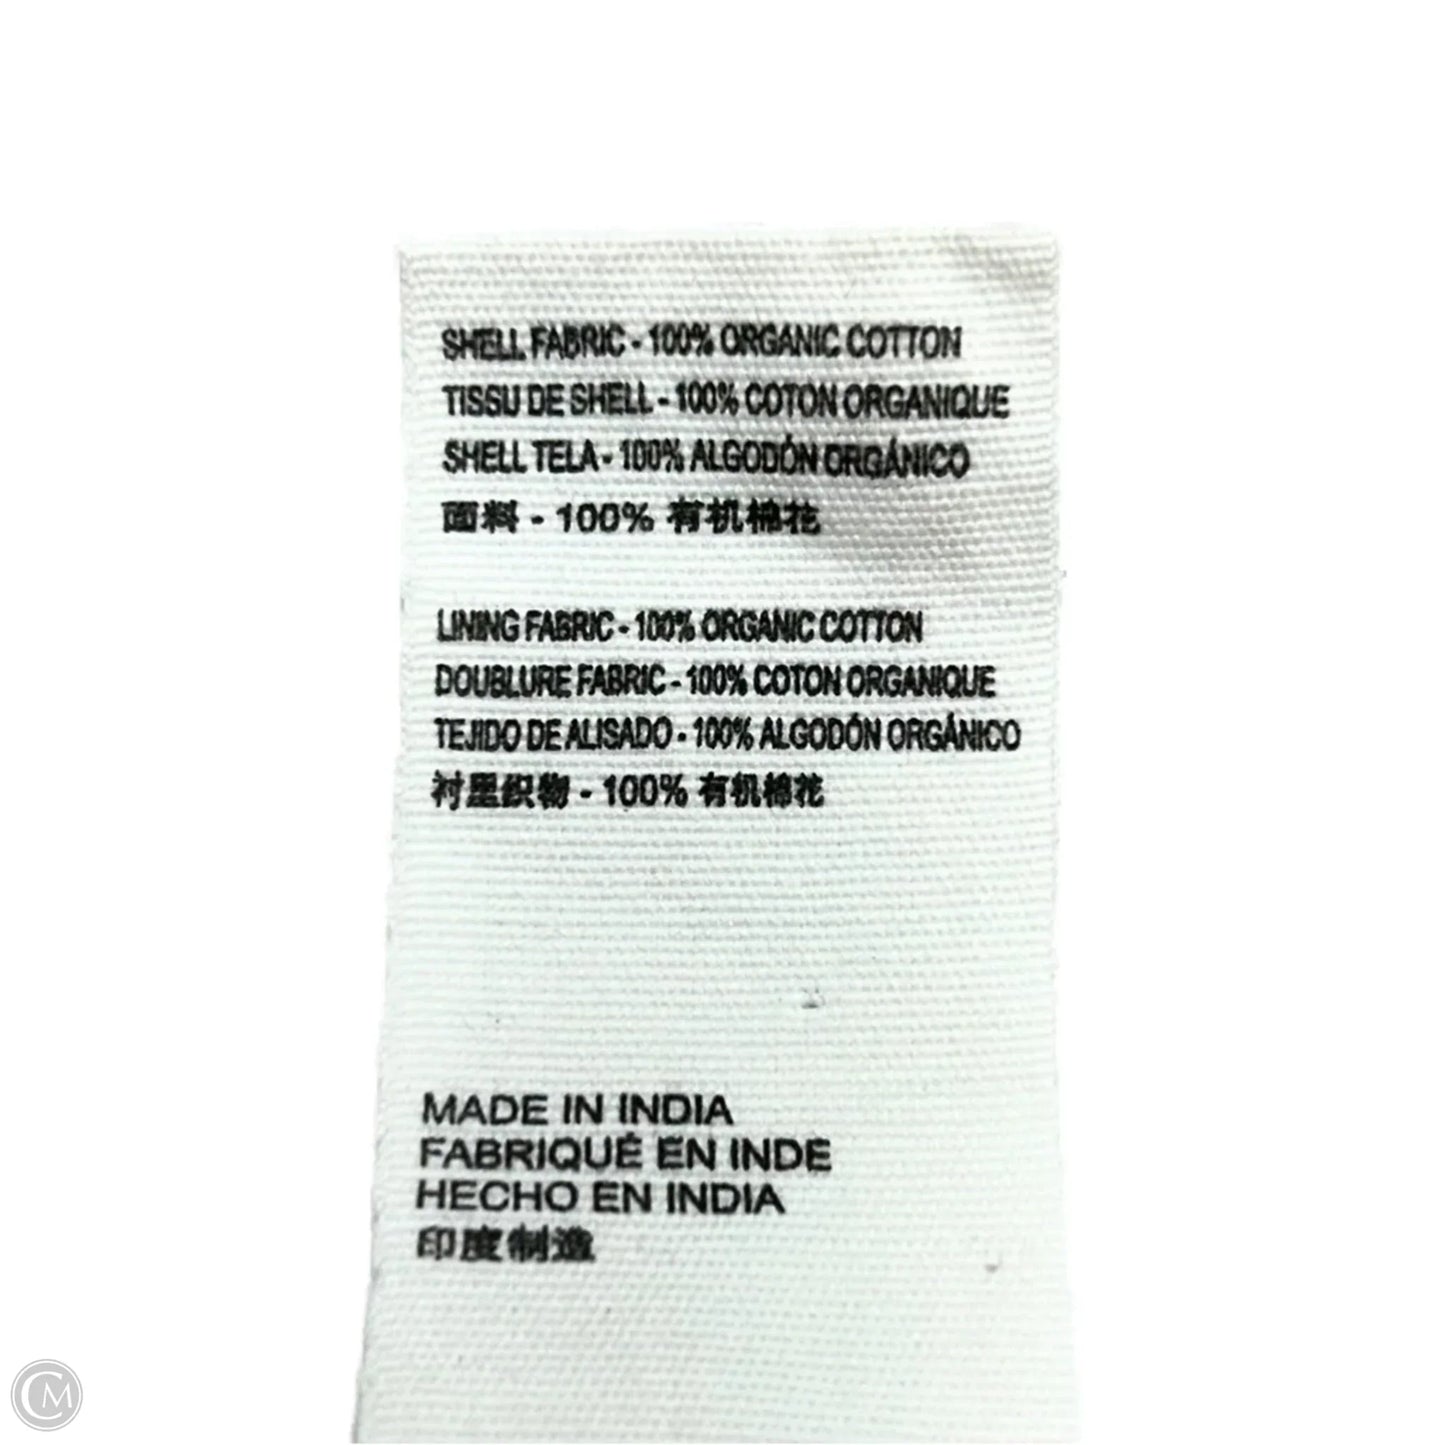 SHELL FABRIC - 100% ORGANIC COTTON
TISSU DE SHELL - 100% COTON ORGANIQUE
SHELL TELA - 100% ALGODÓN ORGÁNICO
面料 - 100% 有机棉花
LINING FABRIC - 100% ORGANIC COTTON
DOUBLURE FABRIC - 100% COTON ORGANIQUE
TEJIDO DE ALISADO - 100% ALGODÓN ORGÁNICO
衬里织物 - 100% 有机棉花
MADE IN INDIA
FABRIQUÉ EN INDE
HECHO EN INDIA
印度制造
CM